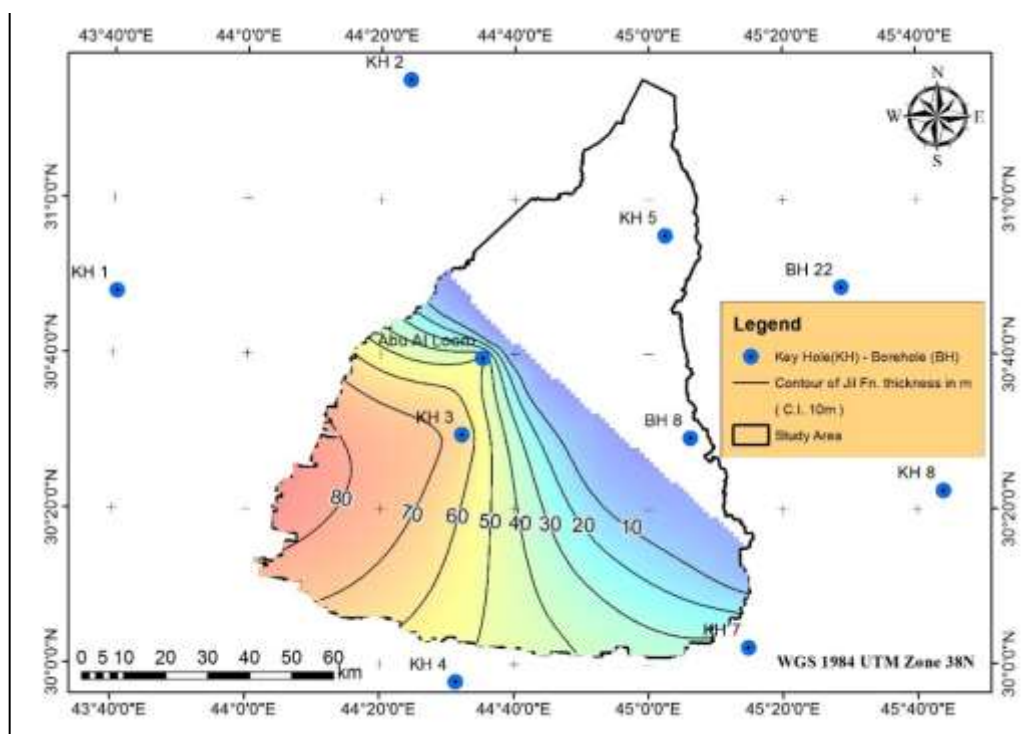 43°40'0"E 44°0'0"E 44°20'0"E 44°40'0"E 45°0'0"E 45°20'0"E 45°40'0"E
KH 2
N
W E
S
31°0'0"N 31°0'0"N
KH 5
KH 1
BH 22
Legend
Key Hole(KH) - Borehole (BH)
Contour of Jil Fn. thickness in m
( C.I. 10m )
Study Area
30°40'0"N 30°40'0"N
Abu Al Loom
KH 3
BH 8
KH 8
30°20'0"N 30°20'0"N
80 70 60 50 40 30 20 10
KH 7
0 5 10 20 30 40 50 60
km
KH 4
WGS 1984 UTM Zone 38N
30°0'0"N 30°0'0"N
43°40'0"E 44°0'0"E 44°20'0"E 44°40'0"E 45°0'0"E 45°20'0"E 45°40'0"E